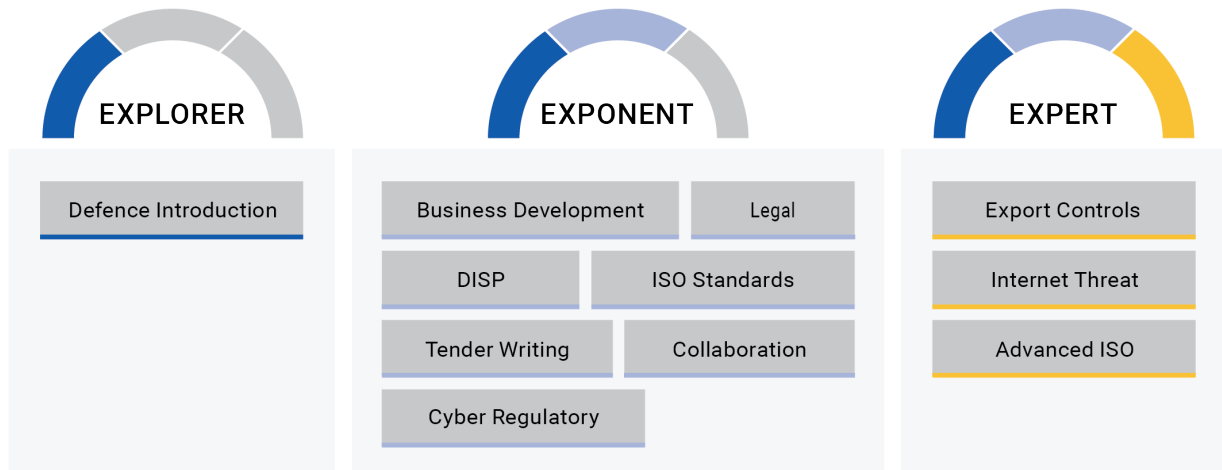 EXPLORER
Defence Introduction
EXPONENT
Business Development
Legal
DISP
ISO Standards
Tender Writing
Collaboration
Cyber Regulatory
EXPERT
Export Controls
Internet Threat
Advanced ISO